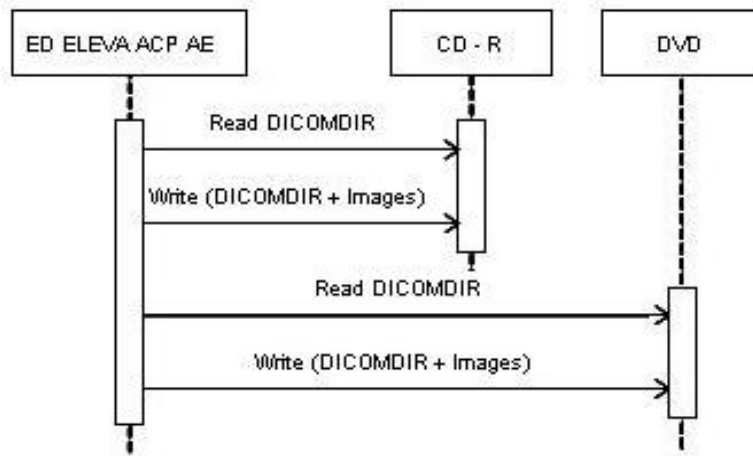 ED ELEVA ACP AE
CD - R
DVD
Read DICOMDIR
Write (DICOMDIR + Images)
Read DICOMDIR
Write (DICOMDIR + Images)